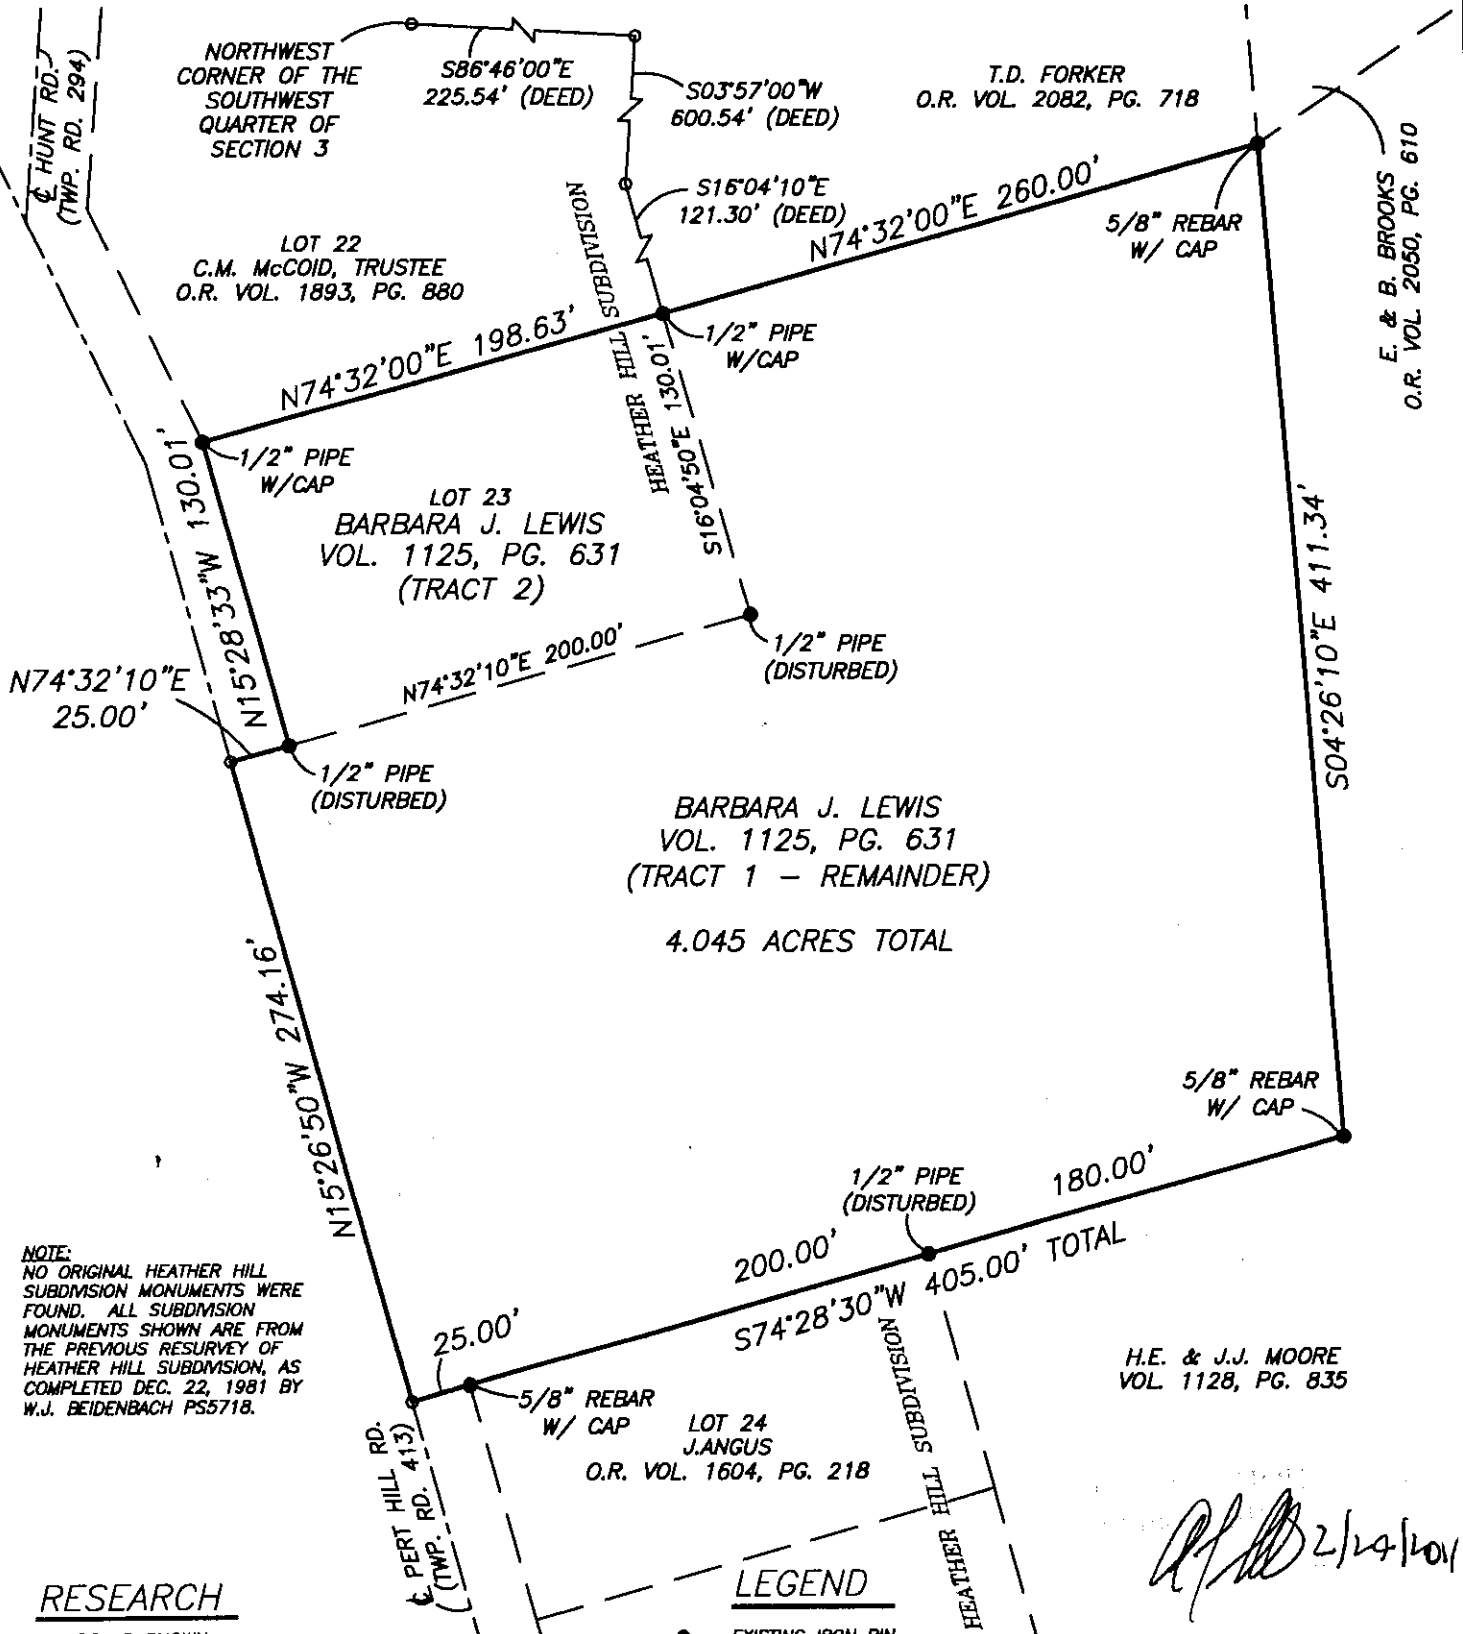 ℄ HUNT RD.
(TWP. RD. 294)
NORTHWEST
CORNER OF THE
SOUTHWEST
QUARTER OF
SECTION 3
S86°46'00"E
225.54' (DEED)
S03°57'00"W
600.54' (DEED)
T.D. FORKER
O.R. VOL. 2082, PG. 718
E. & B. BROOKS
O.R. VOL. 2050, PG. 610
S16°04'10"E
121.30' (DEED)
N74°32'00"E 260.00'
5/8" REBAR
W/ CAP
LOT 22
C.M. McCOID, TRUSTEE
O.R. VOL. 1893, PG. 880
HEATHER HILL SUBDIVISION
N74°32'00"E 198.63'
1/2" PIPE
W/CAP
S16°04'50"E 130.01'
1/2" PIPE
W/CAP
N15°28'33"W 130.01'
LOT 23
BARBARA J. LEWIS
VOL. 1125, PG. 631
(TRACT 2)
S04°26'10"E 411.34'
N74°32'10"E 200.00'
1/2" PIPE
(DISTURBED)
N74°32'10"E
25.00'
1/2" PIPE
(DISTURBED)
BARBARA J. LEWIS
VOL. 1125, PG. 631
(TRACT 1 – REMAINDER)
4.045 ACRES TOTAL
N15°26'50"W 274.16'
5/8" REBAR
W/ CAP
1/2" PIPE
(DISTURBED)
180.00'
200.00'
S74°28'30"W 405.00' TOTAL
25.00'
NOTE:
NO ORIGINAL HEATHER HILL
SUBDIVISION MONUMENTS WERE
FOUND. ALL SUBDIVISION
MONUMENTS SHOWN ARE FROM
THE PREVIOUS RESURVEY OF
HEATHER HILL SUBDIVISION, AS
COMPLETED DEC. 22, 1981 BY
W.J. BEIDENBACH PS5718.
5/8" REBAR
W/ CAP
LOT 24
J.ANGUS
O.R. VOL. 1604, PG. 218
HEATHER HILL SUBDIVISION
H.E. & J.J. MOORE
VOL. 1128, PG. 835
℄ PERT HILL RD.
(TWP. RD. 413)
RESEARCH
LEGEND
EXISTING IRON PIN